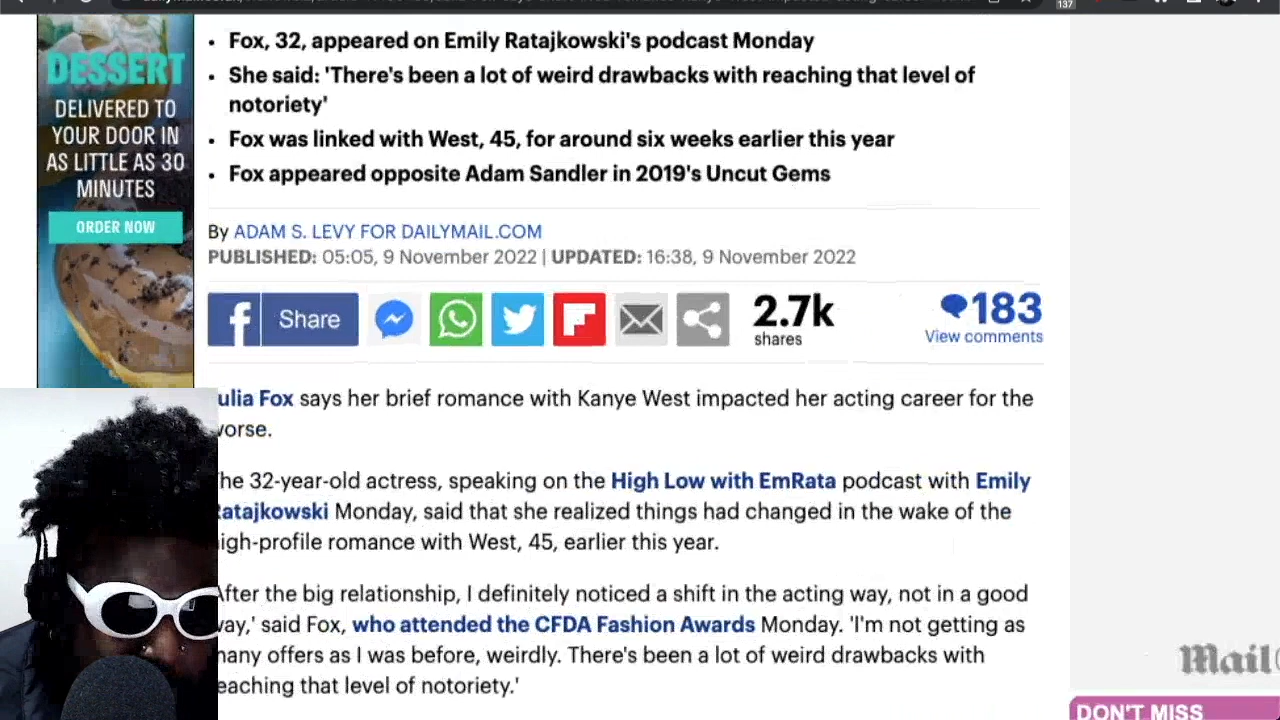 137
DESSERT
DELIVERED TO
YOUR DOOR IN
AS LITTLE AS 30
MINUTES
ORDER NOW
• Fox, 32, appeared on Emily Ratajkowski's podcast Monday
• She said: 'There's been a lot of weird drawbacks with reaching that level of
notoriety'
• Fox was linked with West, 45, for around six weeks earlier this year
• Fox appeared opposite Adam Sandler in 2019's Uncut Gems
By ADAM S. LEVY FOR DAILYMAIL.COM
PUBLISHED: 05:05, 9 November 2022 | UPDATED: 16:38, 9 November 2022
f Share
2.7k
shares
183
View comments
ulia Fox says her brief romance with Kanye West impacted her acting career for the
orse.
he 32-year-old actress, speaking on the High Low with EmRata podcast with Emily
atajkowski Monday, said that she realized things had changed in the wake of the
igh-profile romance with West, 45, earlier this year.
After the big relationship, I definitely noticed a shift in the acting way, not in a good
ay,' said Fox, who attended the CFDA Fashion Awards Monday. 'I'm not getting as
many offers as I was before, weirdly. There's been a lot of weird drawbacks with
eaching that level of notoriety.'
Mail
DON'T MISS